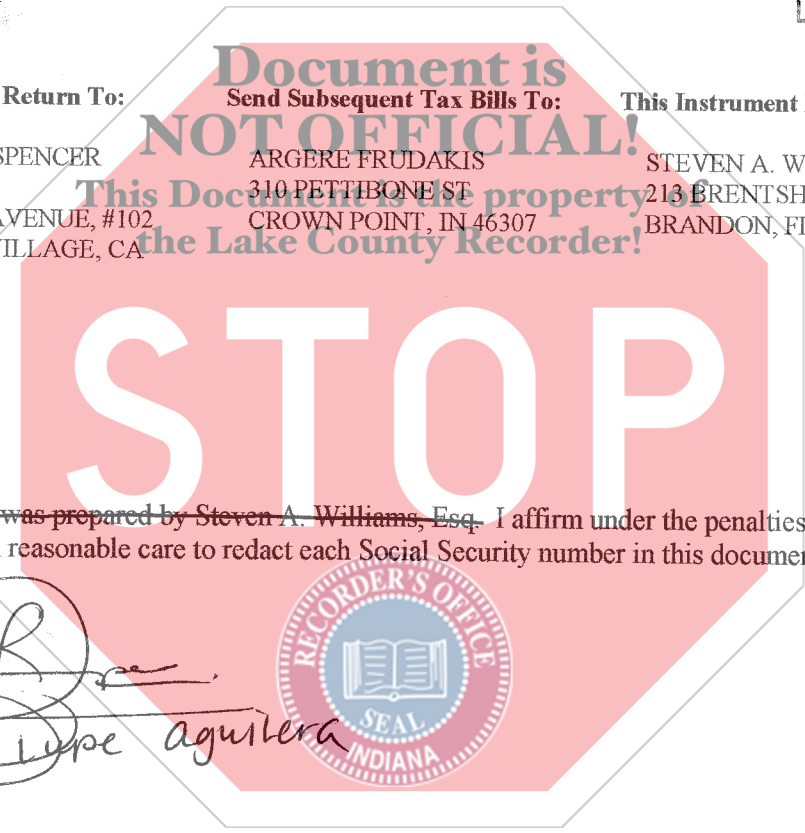 Document is
Return To:
Send Subsequent Tax Bills To:
This Instrument
NOT OFFICIAL!
SPENCER
ARGERE FRUDAKIS
STEVEN A. W
This Document is the property of
310 PETTIBONE ST
213 BRENTSH
AVENUE, #102
CROWN POINT, IN 46307
BRANDON, FL
VILLAGE, CA
the Lake County Recorder!
STOP
was prepared by Steven A. Williams, Esq. I affirm under the penalties
reasonable care to redact each Social Security number in this documen
RECORDER'S OFFICE
SEAL
INDIANA
Lupe aguilera